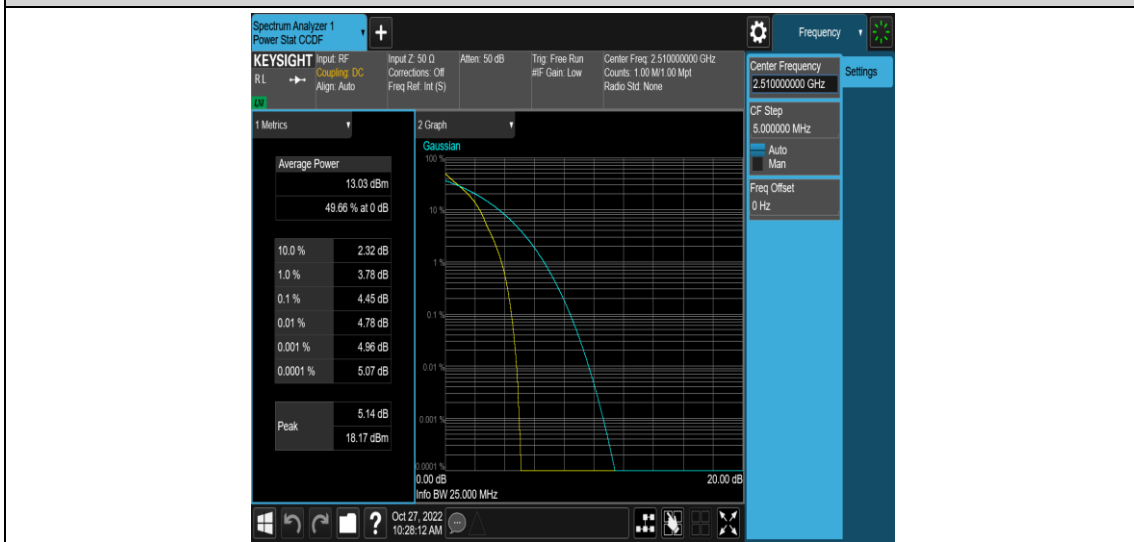 Spectrum Analyzer 1
Power Stat CCDF
+
Frequency
KEYSIGHT
RL
Input: RF
Coupling: DC
Align: Auto
Input Z: 50 Ω
Corrections: Off
Freq Ref: Int (S)
Atten: 50 dB
Trig: Free Run
#IF Gain: Low
Center Freq: 2.510000000 GHz
Counts: 1.00 M/1.00 Mpt
Radio Std: None
Center Frequency
2.510000000 GHz
Settings
CF Step
5.000000 MHz
Auto
Man
Freq Offset
0 Hz
1 Metrics
Average Power
13.03 dBm
49.66 % at 0 dB
10.0 % 2.32 dB
1.0 % 3.78 dB
0.1 % 4.45 dB
0.01 % 4.78 dB
0.001 % 4.96 dB
0.0001 % 5.07 dB
Peak
5.14 dB
18.17 dBm
2 Graph
Gaussian
100 %
10 %
1 %
0.1 %
0.01 %
0.001 %
0.0001 %
0.00 dB 20.00 dB
Info BW 25.000 MHz
?
Oct 27, 2022
10:28:12 AM